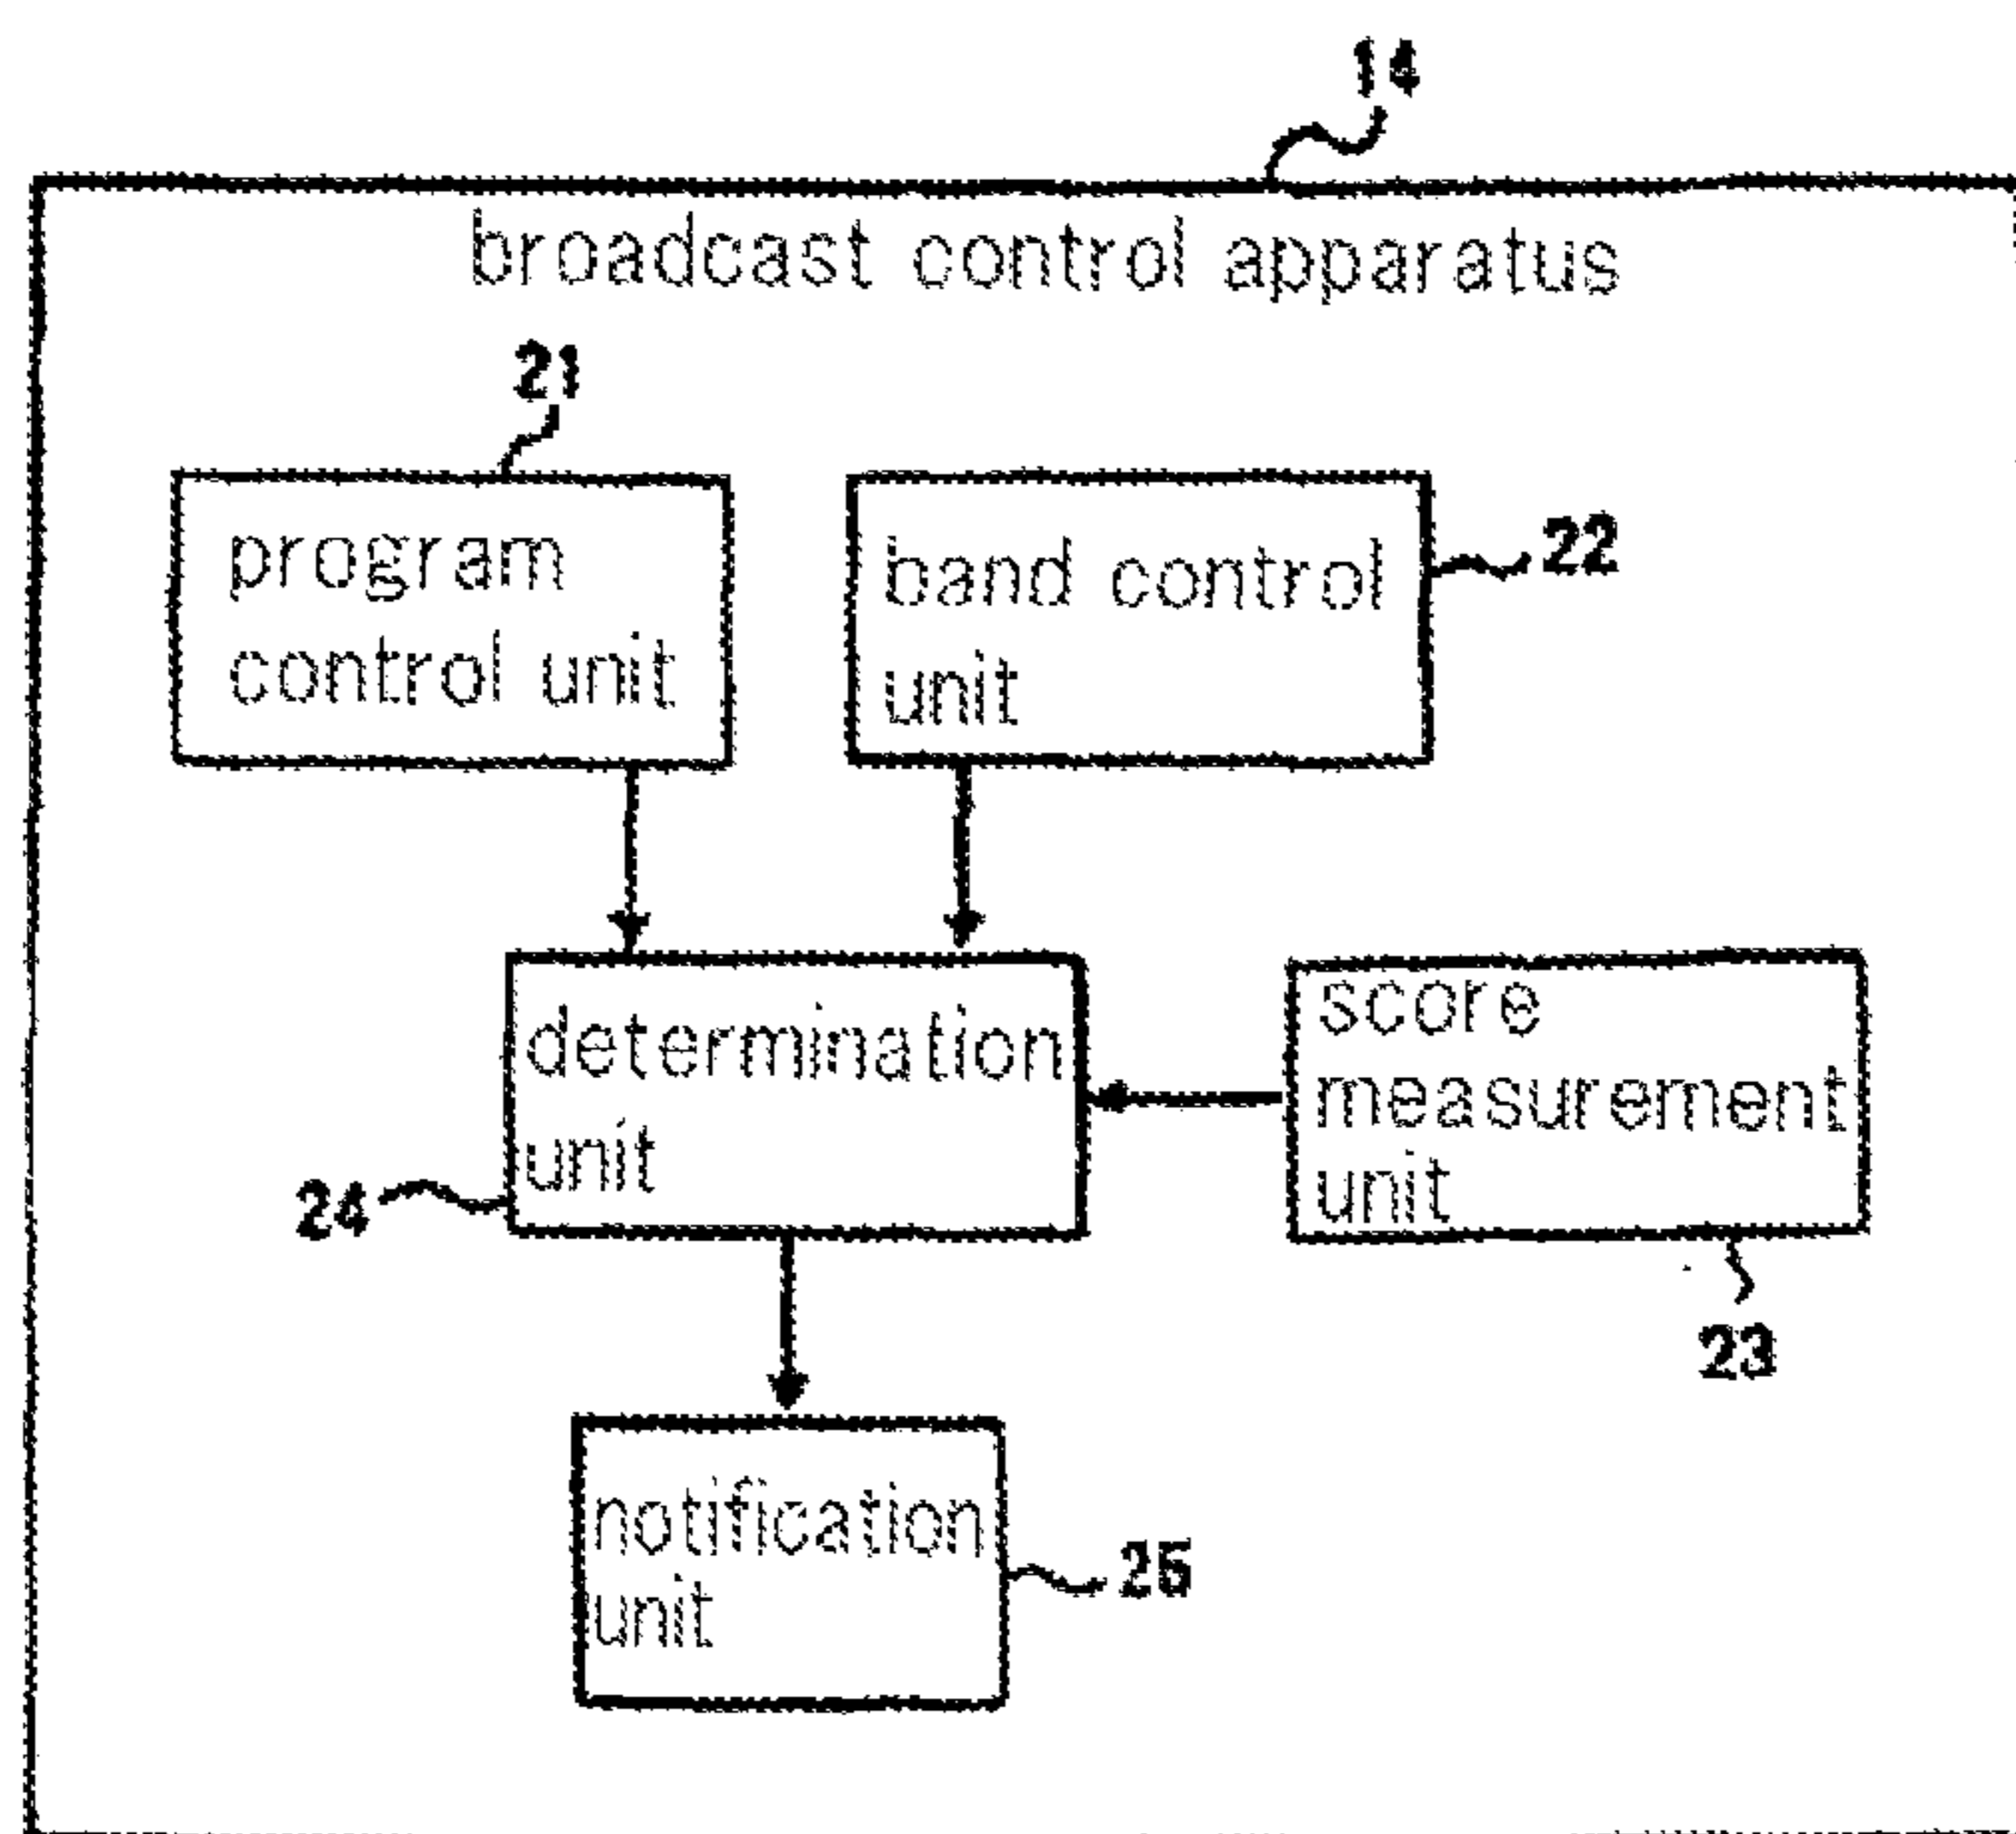 14
broadcast control apparatus
21
program
control unit
band control
unit
22
determination
unit
24
score
measurement
unit
23
notification
unit
25